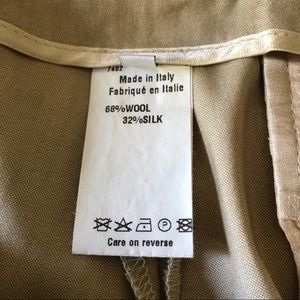 7482
Made in Italy
Fabriqué en Italie
68%WOOL
32%SILK
Care on reverse